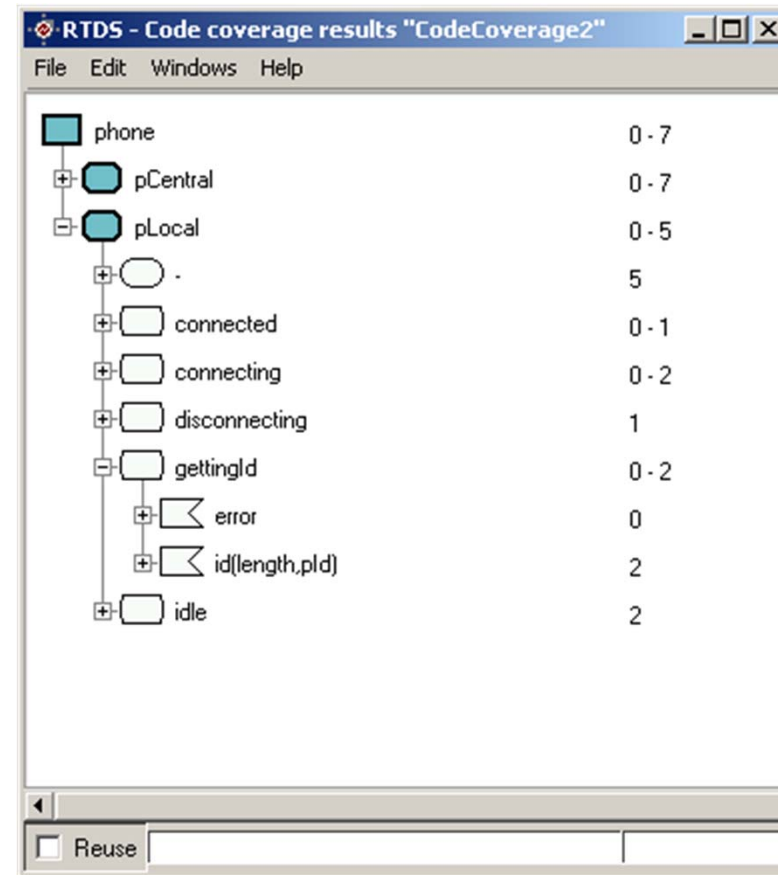 RTDS - Code coverage results "CodeCoverage2"
File Edit Windows Help
phone 0 - 7
pCentral 0 - 7
pLocal 0 - 5
- 5
connected 0 - 1
connecting 0 - 2
disconnecting 1
gettingId 0 - 2
error 0
id(length,pId) 2
idle 2
Reuse